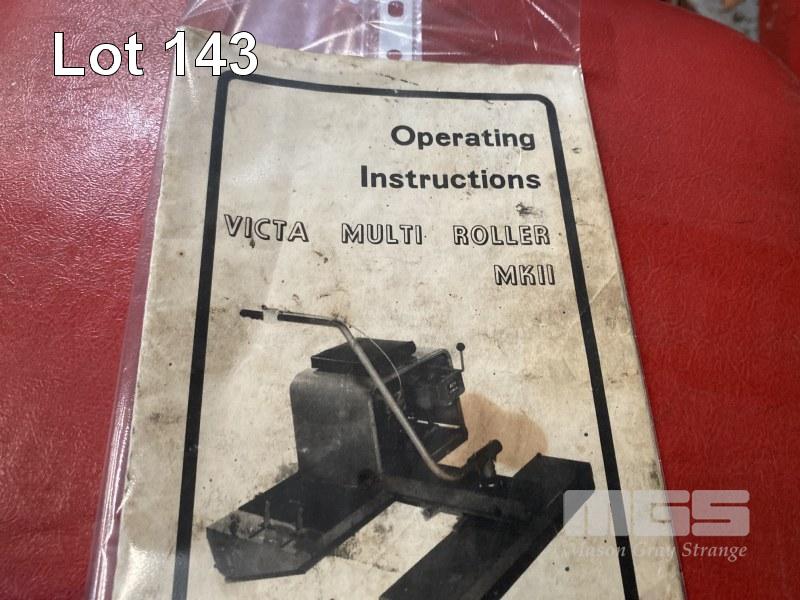 Lot 143
Operating
Instructions
VICTA MULTI ROLLER
MKII
MGS
Mason Gray Strange